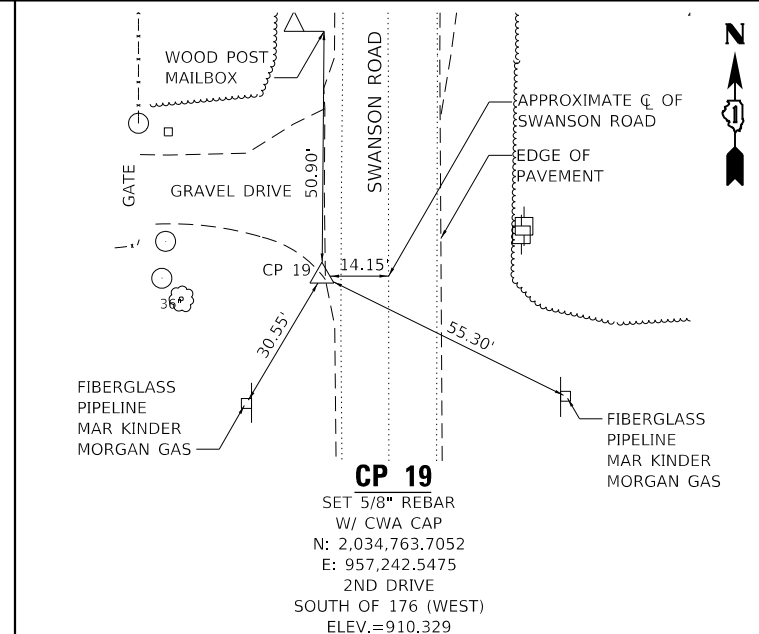 N
1
WOOD POST
MAILBOX
SWANSON ROAD
APPROXIMATE ℄ OF
SWANSON ROAD
EDGE OF
PAVEMENT
GATE
GRAVEL DRIVE
50.90'
CP 19
14.15'
36"
30.55'
55.30'
FIBERGLASS
PIPELINE
MAR KINDER
MORGAN GAS
FIBERGLASS
PIPELINE
MAR KINDER
MORGAN GAS
CP 19
SET 5/8" REBAR
W/ CWA CAP
N: 2,034,763.7052
E: 957,242.5475
2ND DRIVE
SOUTH OF 176 (WEST)
ELEV.=910.329